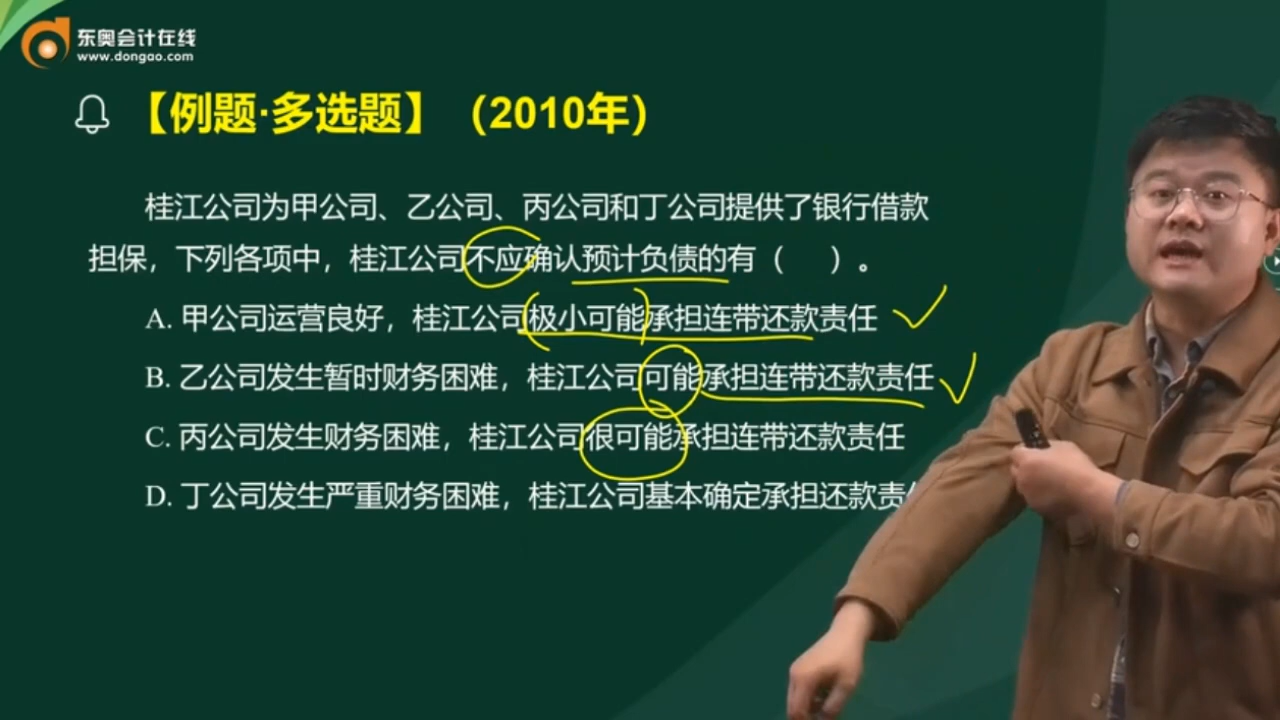 东奥会计在线
www.dongao.com
【例题·多选题】（2010年）
桂江公司为甲公司、乙公司、丙公司和丁公司提供了银行借款
担保，下列各项中，桂江公司不应确认预计负债的有（ ）。
A. 甲公司运营良好，桂江公司极小可能承担连带还款责任
B. 乙公司发生暂时财务困难，桂江公司可能承担连带还款责任
C. 丙公司发生财务困难，桂江公司很可能承担连带还款责任
D. 丁公司发生严重财务困难，桂江公司基本确定承担还款责